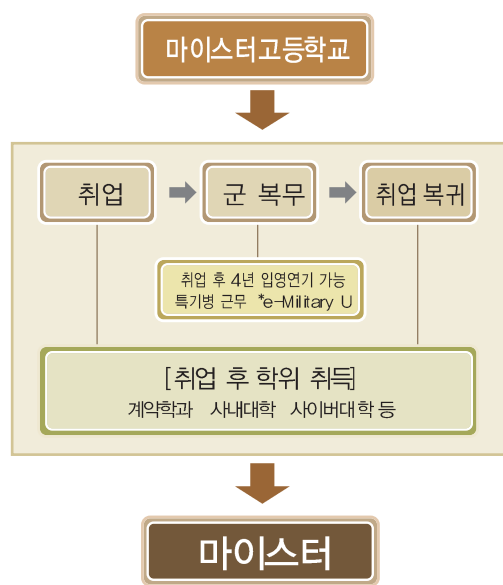 마이스터고등학교
취업
군 복무
취업 복귀
취업 후 4년 입영연기 가능
특기병 근무 *e-Military U
[취업 후 학위 취득]
계약학과 사내대학 사이버대학 등
마이스터